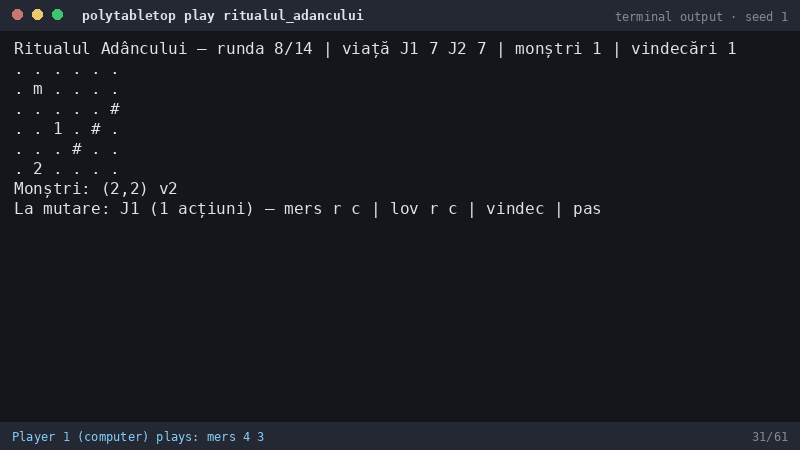 polytabletop play ritualul_adancului
terminal output · seed 1
Ritualul Adâncului — runda 8/14 | viață J1 7 J2 7 | monștri 1 | vindecări 1
. . . . . .
. m . . . .
. . . . . #
. . 1 . # .
. . . # . .
. 2 . . . .
Monștri: (2,2) v2
La mutare: J1 (1 acțiuni) — mers r c | lov r c | vindec | pas
Player 1 (computer) plays: mers 4 3
31/61